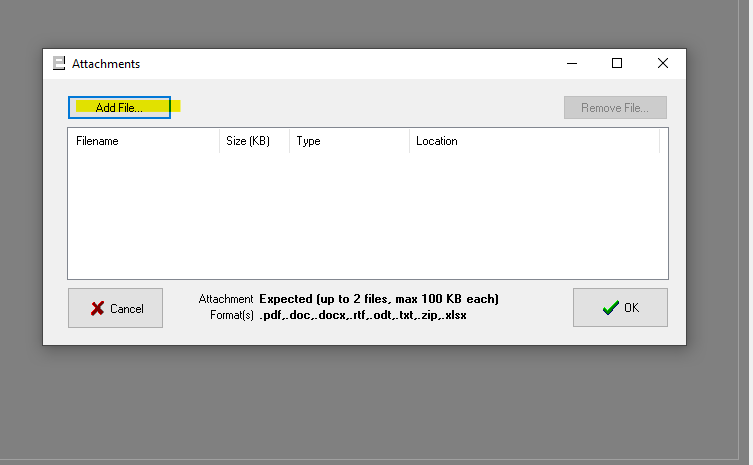 Attachments
Add File...
Remove File...
Filename Size (KB) Type Location
Cancel
Attachment Expected (up to 2 files, max 100 KB each)
Format(s) .pdf,.doc,.docx,.rtf,.odt,.txt,.zip,.xlsx
OK